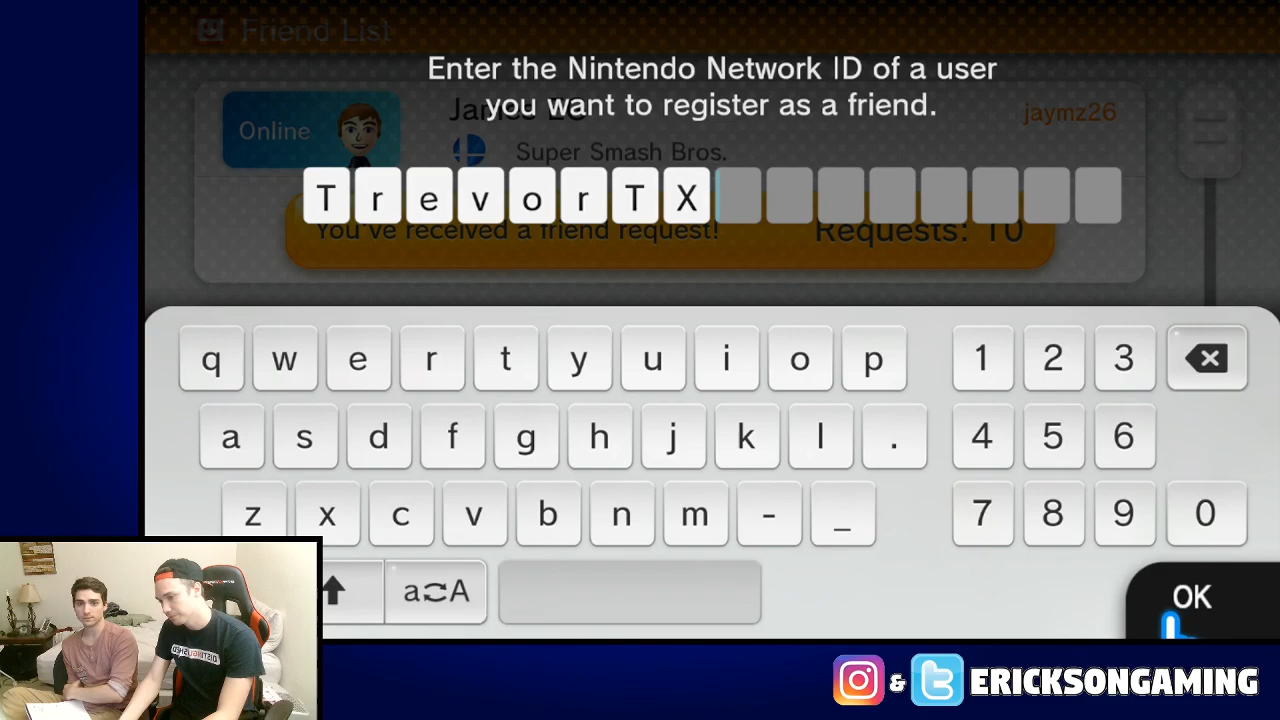 Friend List
Enter the Nintendo Network ID of a user
you want to register as a friend.
Online
jaymz26
Super Smash Bros.
TrevorTX
You've received a friend request!
Requests: 10
q w e r t y u i o p 1 2 3
a s d f g h j k l . 4 5 6
z x c v b n m - _ 7 8 9 0
a A
OK
& ERICKSONGAMING